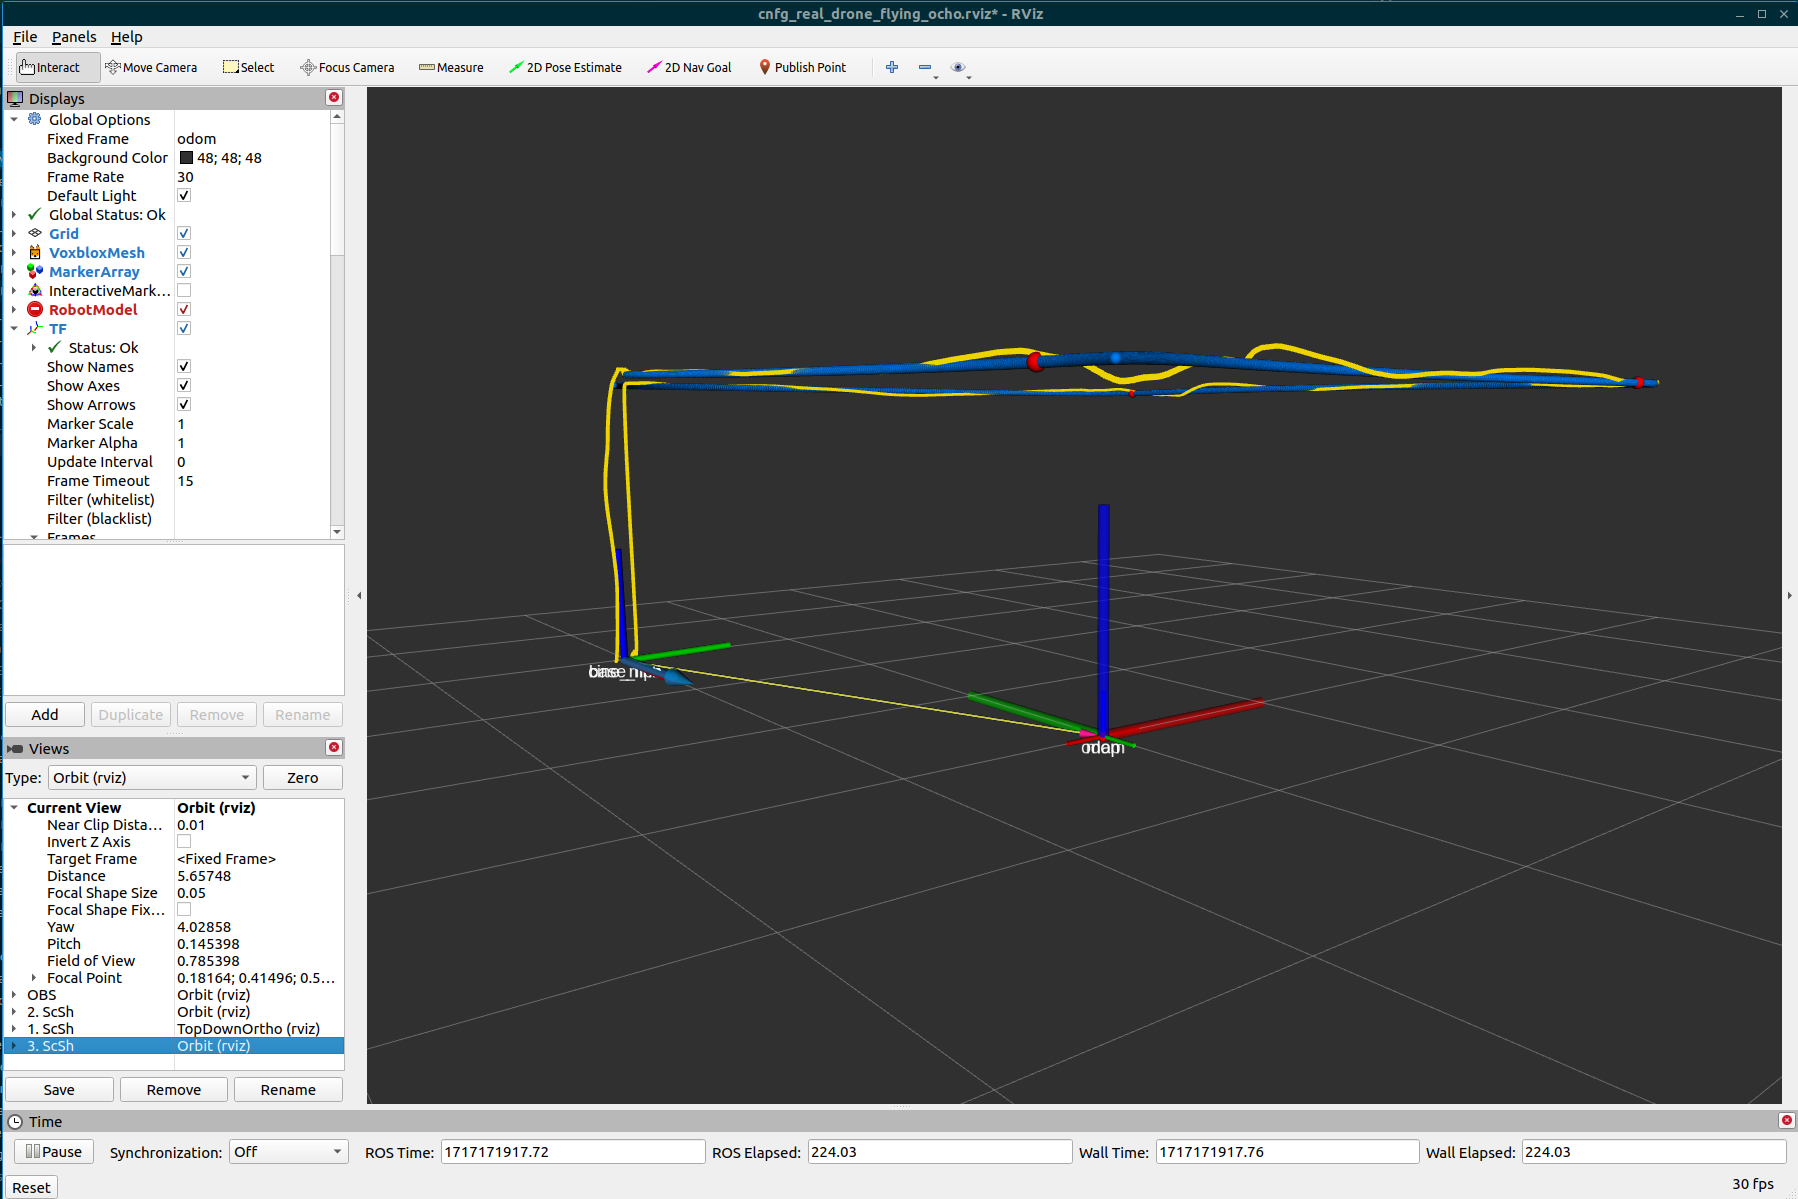 cnfg_real_drone_flying_ocho.rviz* - RViz
File Panels Help
Interact Move Camera Select Focus Camera Measure 2D Pose Estimate 2D Nav Goal Publish Point
Displays
Global Options
Fixed Frame odom
Background Color 48; 48; 48
Frame Rate 30
Default Light
Global Status: Ok
Grid
VoxbloxMesh
MarkerArray
InteractiveMark...
RobotModel
TF
Status: Ok
Show Names
Show Axes
Show Arrows
Marker Scale 1
Marker Alpha 1
Update Interval 0
Frame Timeout 15
Filter (whitelist)
Filter (blacklist)
Frames
Add Duplicate Remove Rename
Views
Type: Orbit (rviz) Zero
Current View Orbit (rviz)
Near Clip Dista... 0.01
Invert Z Axis
Target Frame <Fixed Frame>
Distance 5.65748
Focal Shape Size 0.05
Focal Shape Fix...
Yaw 4.02858
Pitch 0.145398
Field of View 0.785398
Focal Point 0.18164; 0.41496; 0.5...
OBS Orbit (rviz)
2. ScSh Orbit (rviz)
1. ScSh TopDownOrtho (rviz)
3. ScSh Orbit (rviz)
Save Remove Rename
Time
Pause Synchronization: Off ROS Time: 1717171917.72 ROS Elapsed: 224.03 Wall Time: 1717171917.76 Wall Elapsed: 224.03
Reset 30 fps